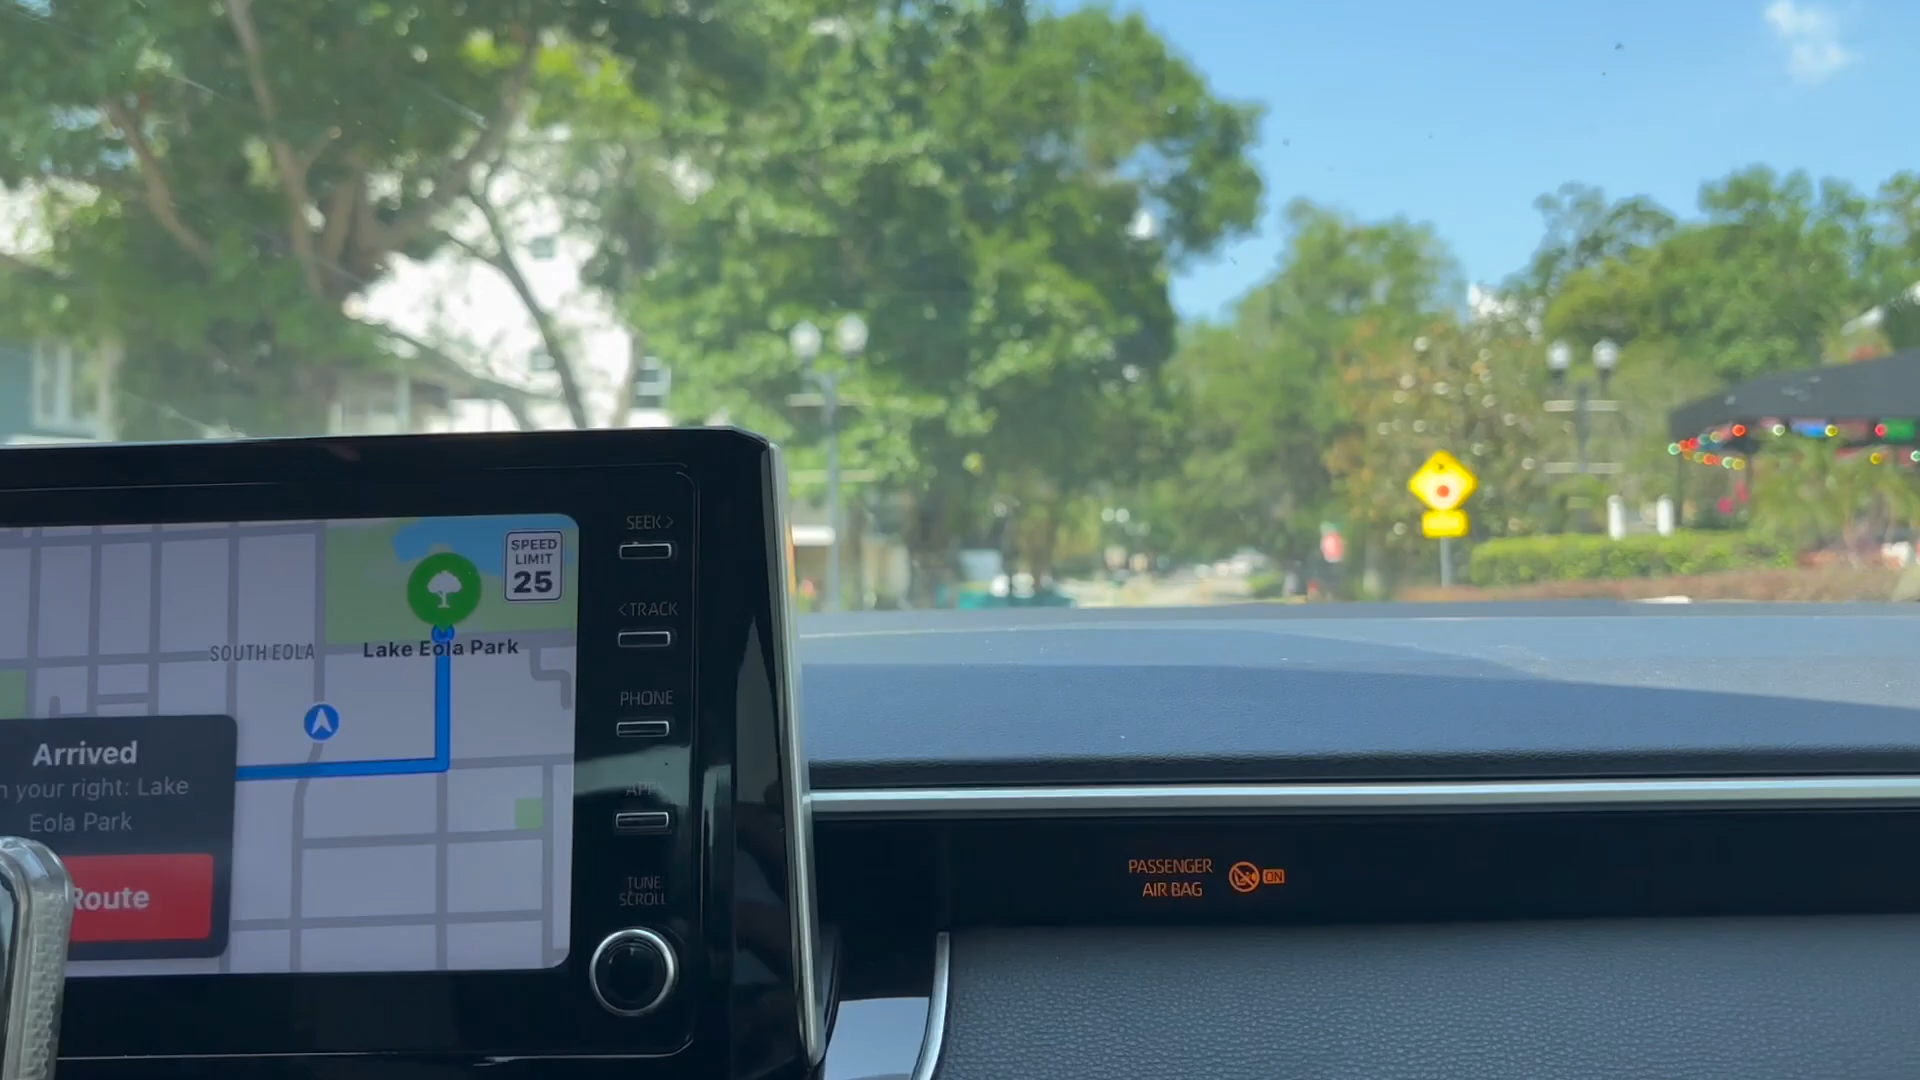 SEEK>
SPEED
LIMIT
25
<TRACK
SOUTH EOLA
Lake Eola Park
PHONE
Arrived
n your right: Lake
Eola Park
APPS
Route
TUNE
SCROLL
PASSENGER
AIR BAG
ON